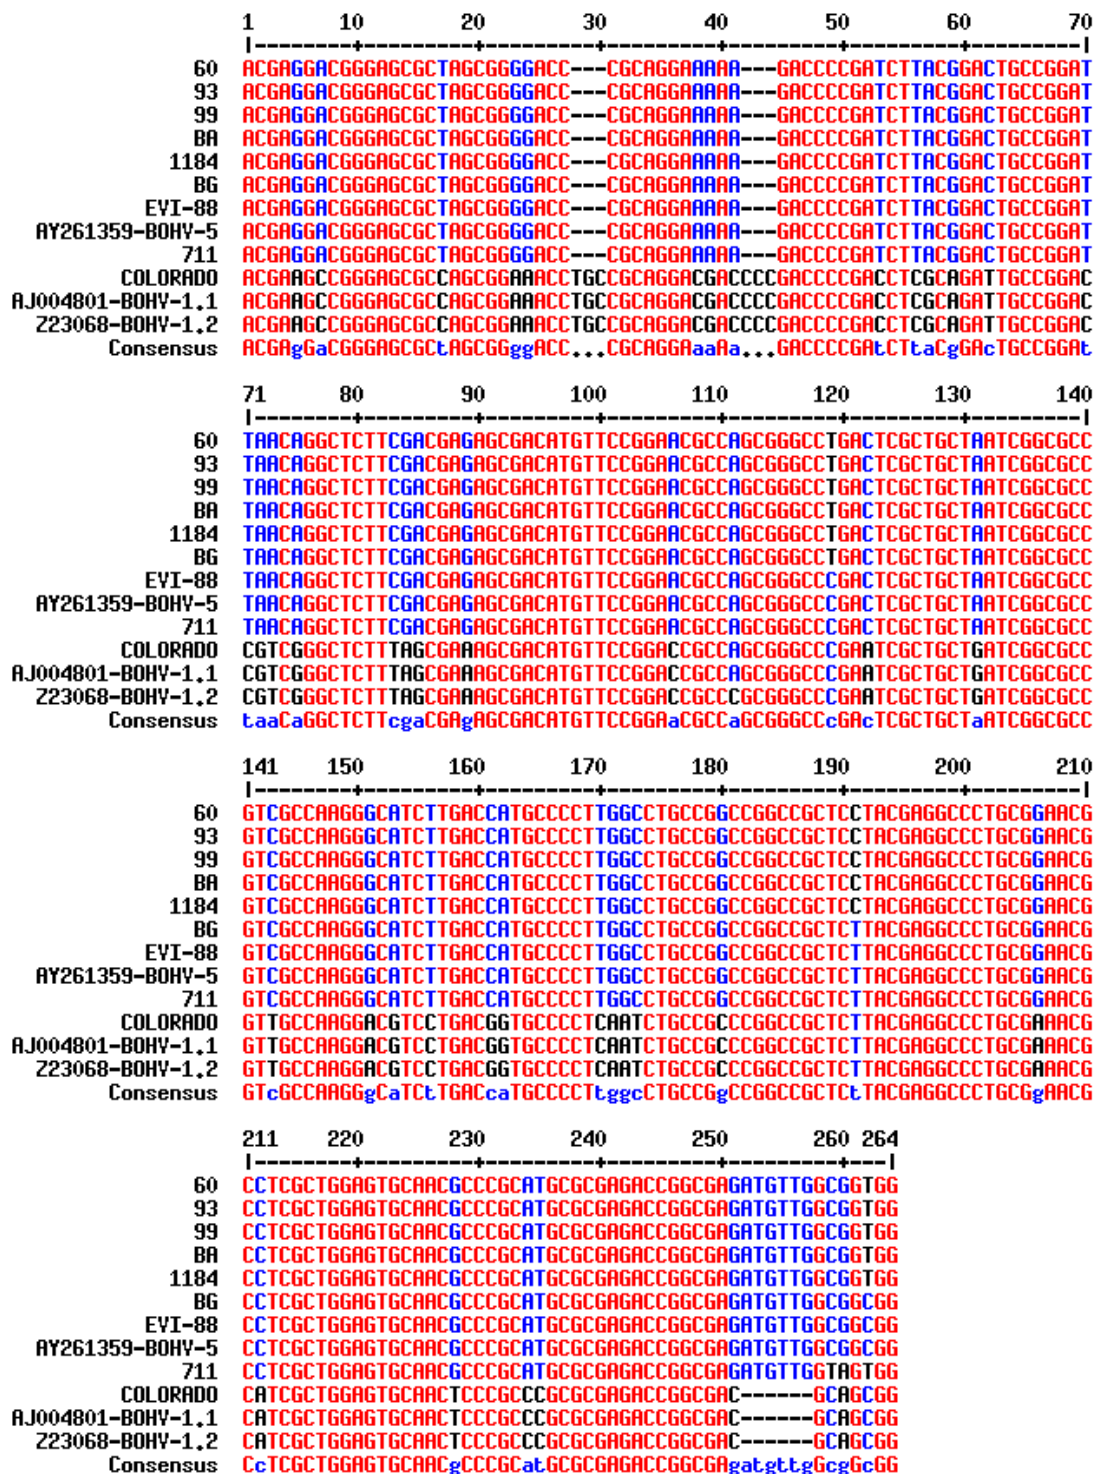 1 10 20 30 40 50 60 70
|---------+---------+---------+---------+---------+---------+---------|
60 ACGAGGACGGGAGCGCTAGCGGGGACC---CGCAGGAAAAA---GACCCCGATCTTACGGACTGCCGGAT
93 ACGAGGACGGGAGCGCTAGCGGGGACC---CGCAGGAAAAA---GACCCCGATCTTACGGACTGCCGGAT
99 ACGAGGACGGGAGCGCTAGCGGGGACC---CGCAGGAAAAA---GACCCCGATCTTACGGACTGCCGGAT
BA ACGAGGACGGGAGCGCTAGCGGGGACC---CGCAGGAAAAA---GACCCCGATCTTACGGACTGCCGGAT
1184 ACGAGGACGGGAGCGCTAGCGGGGACC---CGCAGGAAAAA---GACCCCGATCTTACGGACTGCCGGAT
BG ACGAGGACGGGAGCGCTAGCGGGGACC---CGCAGGAAAAA---GACCCCGATCTTACGGACTGCCGGAT
EVI-88 ACGAGGACGGGAGCGCTAGCGGGGACC---CGCAGGAAAAA---GACCCCGATCTTACGGACTGCCGGAT
AY261359-BOHV-5 ACGAGGACGGGAGCGCTAGCGGGGACC---CGCAGGAAAAA---GACCCCGATCTTACGGACTGCCGGAT
711 ACGAGGACGGGAGCGCTAGCGGGGACC---CGCAGGAAAAA---GACCCCGATCTTACGGACTGCCGGAT
COLORADO ACGAAGCCGGGAGCGCCAGCGGAAACCTGCCGCAGGACGACCCCGACCCCGACCTCGCAGATTGCCGGAC
AJ004801-BOHV-1.1 ACGAAGCCGGGAGCGCCAGCGGAAACCTGCCGCAGGACGACCCCGACCCCGACCTCGCAGATTGCCGGAC
Z23068-BOHV-1.2 ACGAAGCCGGGAGCGCCAGCGGAAACCTGCCGCAGGACGACCCCGACCCCGACCTCGCAGATTGCCGGAC
Consensus ACGAgGaCGGGAGCGCtAGCGGggACC...CGCAGGAaaAa...GACCCCGAtCTtaCgGAcTGCCGGAt
71 80 90 100 110 120 130 140
|--------+---------+---------+---------+---------+---------+---------|
60 TAACAGGCTCTTCGACGAGAGCGACATGTTCCGGAACGCCAGCGGGCCTGACTCGCTGCTAATCGGCGCC
93 TAACAGGCTCTTCGACGAGAGCGACATGTTCCGGAACGCCAGCGGGCCTGACTCGCTGCTAATCGGCGCC
99 TAACAGGCTCTTCGACGAGAGCGACATGTTCCGGAACGCCAGCGGGCCTGACTCGCTGCTAATCGGCGCC
BA TAACAGGCTCTTCGACGAGAGCGACATGTTCCGGAACGCCAGCGGGCCTGACTCGCTGCTAATCGGCGCC
1184 TAACAGGCTCTTCGACGAGAGCGACATGTTCCGGAACGCCAGCGGGCCTGACTCGCTGCTAATCGGCGCC
BG TAACAGGCTCTTCGACGAGAGCGACATGTTCCGGAACGCCAGCGGGCCTGACTCGCTGCTAATCGGCGCC
EVI-88 TAACAGGCTCTTCGACGAGAGCGACATGTTCCGGAACGCCAGCGGGCCCGACTCGCTGCTAATCGGCGCC
AY261359-BOHV-5 TAACAGGCTCTTCGACGAGAGCGACATGTTCCGGAACGCCAGCGGGCCCGACTCGCTGCTAATCGGCGCC
711 TAACAGGCTCTTCGACGAGAGCGACATGTTCCGGAACGCCAGCGGGCCCGACTCGCTGCTAATCGGCGCC
COLORADO CGTCGGGCTCTTTAGCGAAAGCGACATGTTCCGGACCGCCAGCGGGCCCGAATCGCTGCTGATCGGCGCC
AJ004801-BOHV-1.1 CGTCGGGCTCTTTAGCGAAAGCGACATGTTCCGGACCGCCAGCGGGCCCGAATCGCTGCTGATCGGCGCC
Z23068-BOHV-1.2 CGTCGGGCTCTTTAGCGAAAGCGACATGTTCCGGACCGCCCGCGGGCCCGAATCGCTGCTGATCGGCGCC
Consensus taaCaGGCTCTTcgaCGAgAGCGACATGTTCCGGAaCGCCaGCGGGCCcGAcTCGCTGCTaATCGGCGCC
141 150 160 170 180 190 200 210
|--------+---------+---------+---------+---------+---------+---------|
60 GTCGCCAAGGGCATCTTGACCATGCCCCTTGGCCTGCCGGCCGGCCGCTCCTACGAGGCCCTGCGGAACG
93 GTCGCCAAGGGCATCTTGACCATGCCCCTTGGCCTGCCGGCCGGCCGCTCCTACGAGGCCCTGCGGAACG
99 GTCGCCAAGGGCATCTTGACCATGCCCCTTGGCCTGCCGGCCGGCCGCTCCTACGAGGCCCTGCGGAACG
BA GTCGCCAAGGGCATCTTGACCATGCCCCTTGGCCTGCCGGCCGGCCGCTCCTACGAGGCCCTGCGGAACG
1184 GTCGCCAAGGGCATCTTGACCATGCCCCTTGGCCTGCCGGCCGGCCGCTCCTACGAGGCCCTGCGGAACG
BG GTCGCCAAGGGCATCTTGACCATGCCCCTTGGCCTGCCGGCCGGCCGCTCTTACGAGGCCCTGCGGAACG
EVI-88 GTCGCCAAGGGCATCTTGACCATGCCCCTTGGCCTGCCGGCCGGCCGCTCTTACGAGGCCCTGCGGAACG
AY261359-BOHV-5 GTCGCCAAGGGCATCTTGACCATGCCCCTTGGCCTGCCGGCCGGCCGCTCTTACGAGGCCCTGCGGAACG
711 GTCGCCAAGGGCATCTTGACCATGCCCCTTGGCCTGCCGGCCGGCCGCTCTTACGAGGCCCTGCGGAACG
COLORADO GTTGCCAAGGACGTCCTGACGGTGCCCCTCAATCTGCCGCCCGGCCGCTCTTACGAGGCCCTGCGAAACG
AJ004801-BOHV-1.1 GTTGCCAAGGACGTCCTGACGGTGCCCCTCAATCTGCCGCCCGGCCGCTCTTACGAGGCCCTGCGAAACG
Z23068-BOHV-1.2 GTTGCCAAGGACGTCCTGACGGTGCCCCTCAATCTGCCGCCCGGCCGCTCTTACGAGGCCCTGCGAAACG
Consensus GTcGCCAAGGgCaTCtTGACcaTGCCCCTtggcCTGCCGgCCGGCCGCTCtTACGAGGCCCTGCGgAACG
211 220 230 240 250 260 264
|--------+---------+---------+---------+---------+---|
60 CCTCGCTGGAGTGCAACGCCCGCATGCGCGAGACCGGCGAGATGTTGGCGGTGG
93 CCTCGCTGGAGTGCAACGCCCGCATGCGCGAGACCGGCGAGATGTTGGCGGTGG
99 CCTCGCTGGAGTGCAACGCCCGCATGCGCGAGACCGGCGAGATGTTGGCGGTGG
BA CCTCGCTGGAGTGCAACGCCCGCATGCGCGAGACCGGCGAGATGTTGGCGGTGG
1184 CCTCGCTGGAGTGCAACGCCCGCATGCGCGAGACCGGCGAGATGTTGGCGGTGG
BG CCTCGCTGGAGTGCAACGCCCGCATGCGCGAGACCGGCGAGATGTTGGCGGCGG
EVI-88 CCTCGCTGGAGTGCAACGCCCGCATGCGCGAGACCGGCGAGATGTTGGCGGCGG
AY261359-BOHV-5 CCTCGCTGGAGTGCAACGCCCGCATGCGCGAGACCGGCGAGATGTTGGCGGCGG
711 CCTCGCTGGAGTGCAACGCCCGCATGCGCGAGACCGGCGAGATGTTGGTAGTGG
COLORADO CATCGCTGGAGTGCAACTCCCGCCCGCGCGAGACCGGCGAC------GCAGCGG
AJ004801-BOHV-1.1 CATCGCTGGAGTGCAACTCCCGCCCGCGCGAGACCGGCGAC------GCAGCGG
Z23068-BOHV-1.2 CATCGCTGGAGTGCAACTCCCGCCCGCGCGAGACCGGCGAC------GCAGCGG
Consensus CcTCGCTGGAGTGCAACgCCCGCatGCGCGAGACCGGCGAgatgttgGcgGcGG